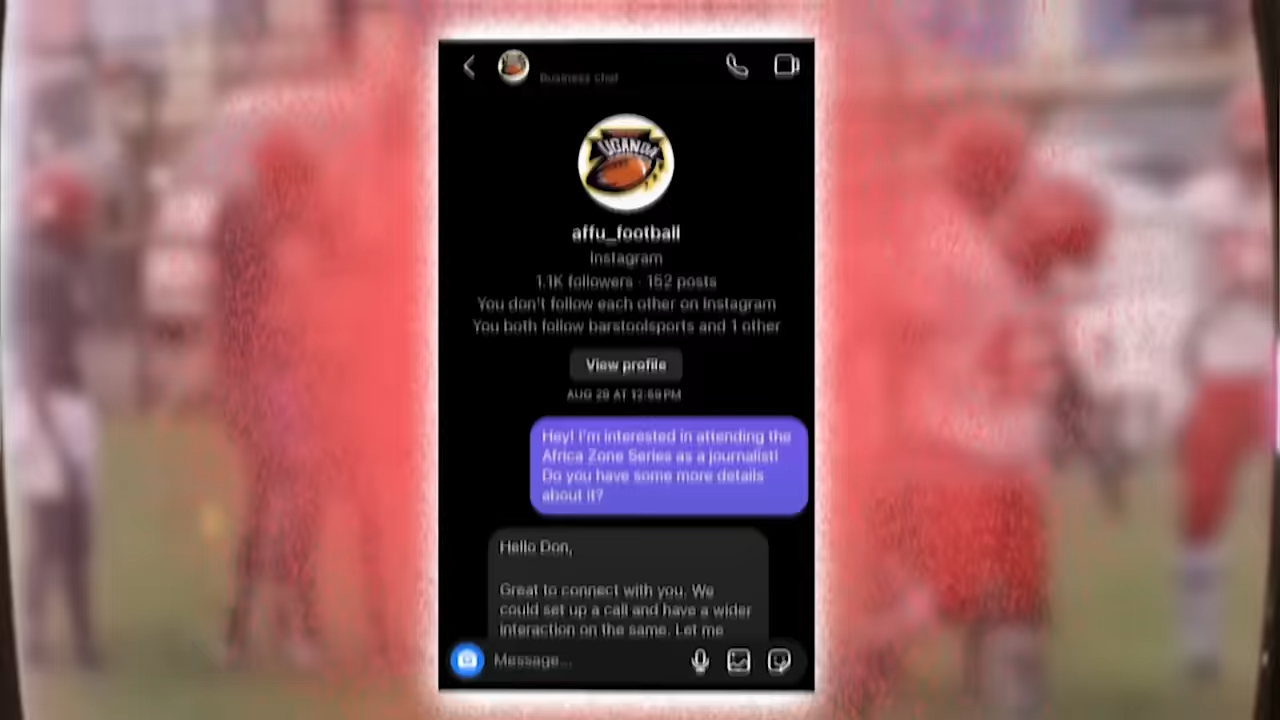 Business chat
UGANDA
affu_football
Instagram
1.1K followers · 152 posts
You don't follow each other on Instagram
You both follow barstoolsports and 1 other
View profile
AUG 29 AT 12:59 PM
Hey! I'm interested in attending the
Africa Zone Series as a journalist!
Do you have some more details
about it?
Hello Don,
Great to connect with you. We
could set up a call and have a wider
interaction on the same. Let me
Message...